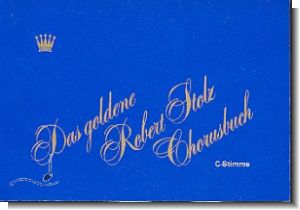 Das goldene
Robert Stolz
Chorusbuch
C-Stimme